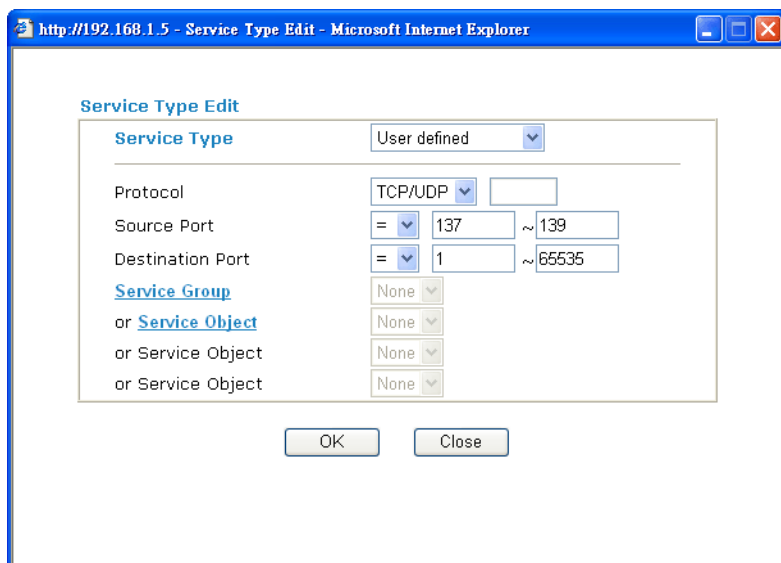 http://192.168.1.5 - Service Type Edit - Microsoft Internet Explorer
Service Type Edit
Service Type User defined
Protocol TCP/UDP
Source Port = 137 ~ 139
Destination Port = 1 ~ 65535
Service Group None
or Service Object None
or Service Object None
or Service Object None
OK Close